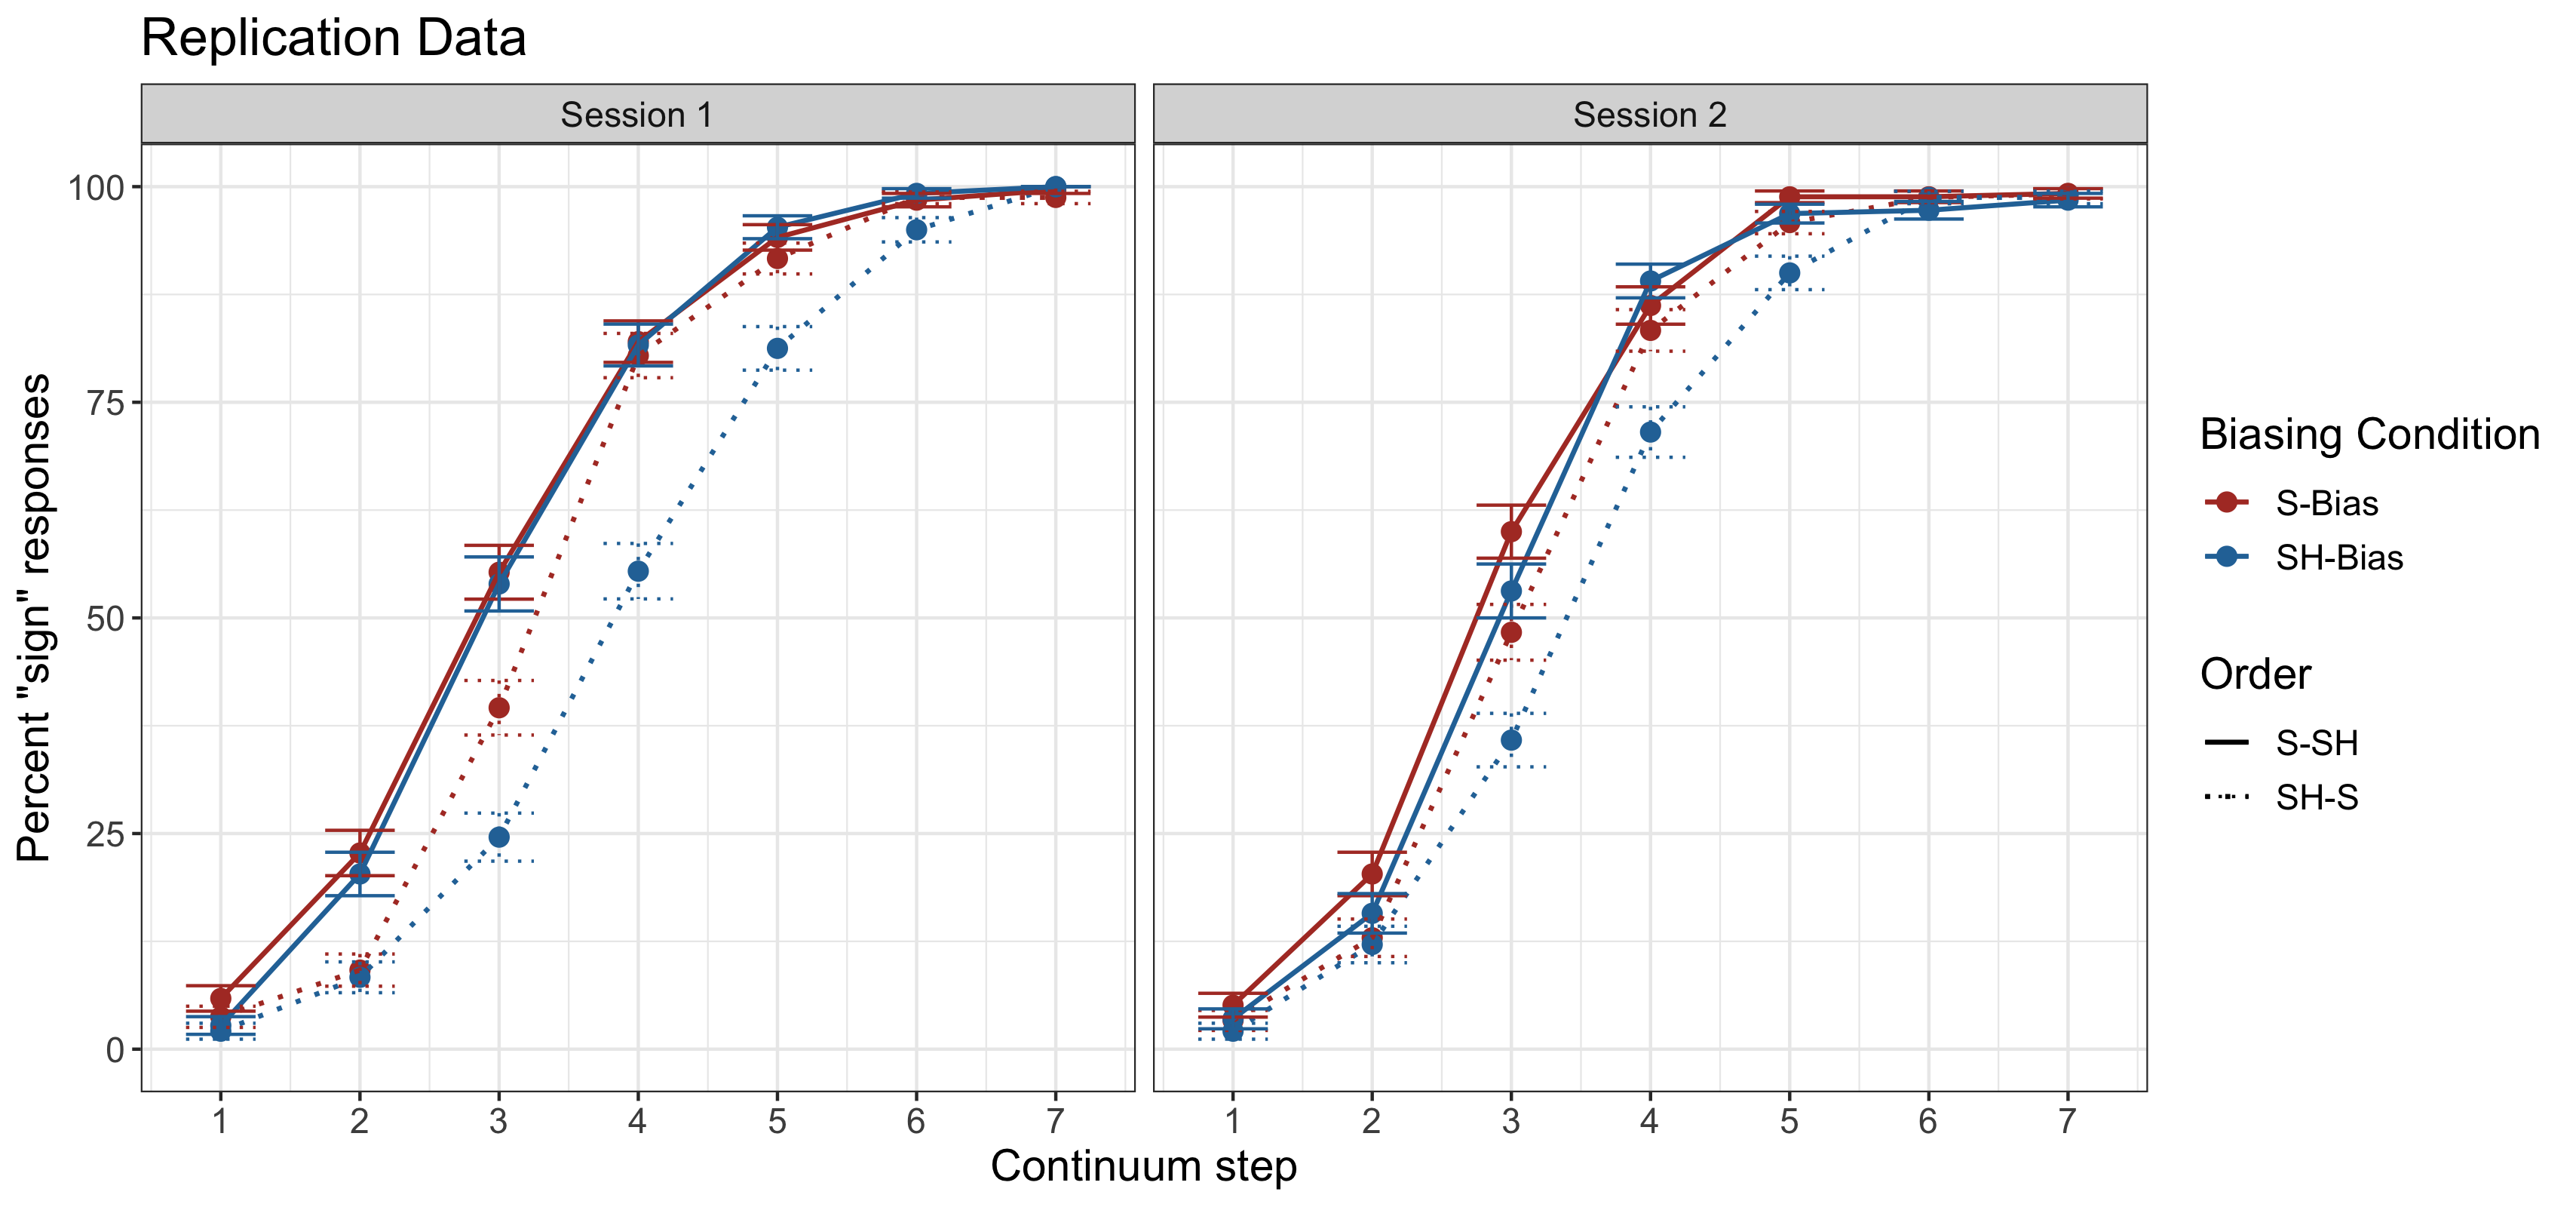 Replication Data
Session 1
Session 2
Percent "sign" responses
100
75
50
25
0
1 2 3 4 5 6 7
1 2 3 4 5 6 7
Continuum step
Biasing Condition
S-Bias
SH-Bias
Order
S-SH
SH-S